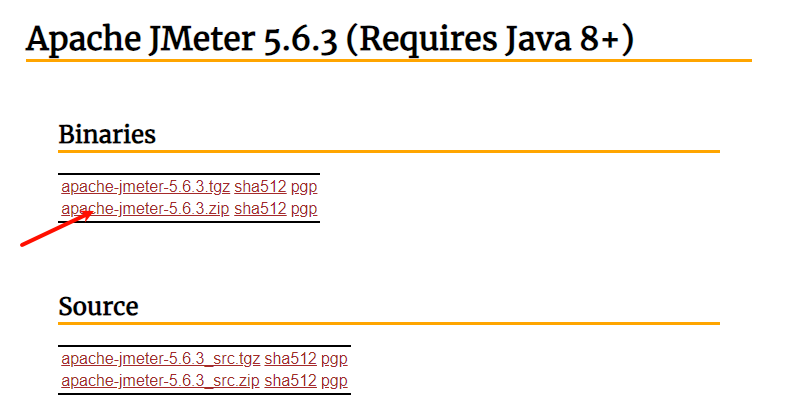 Apache JMeter 5.6.3 (Requires Java 8+)
Binaries
apache-jmeter-5.6.3.tgz sha512 pgp
apache-jmeter-5.6.3.zip sha512 pgp
Source
apache-jmeter-5.6.3_src.tgz sha512 pgp
apache-jmeter-5.6.3_src.zip sha512 pgp